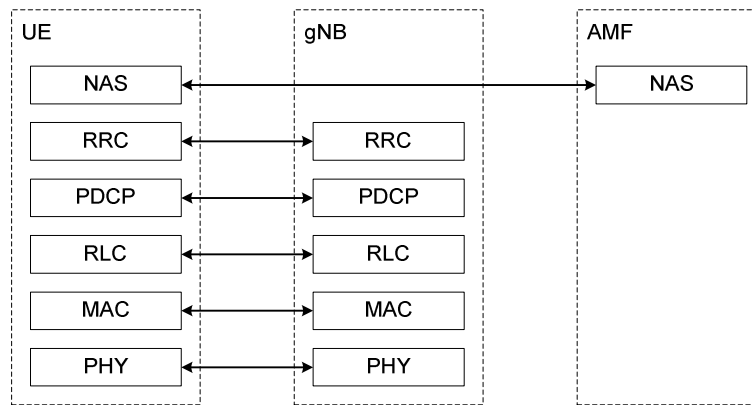 UE gNB AMF
NAS NAS
RRC RRC
PDCP PDCP
RLC RLC
MAC MAC
PHY PHY